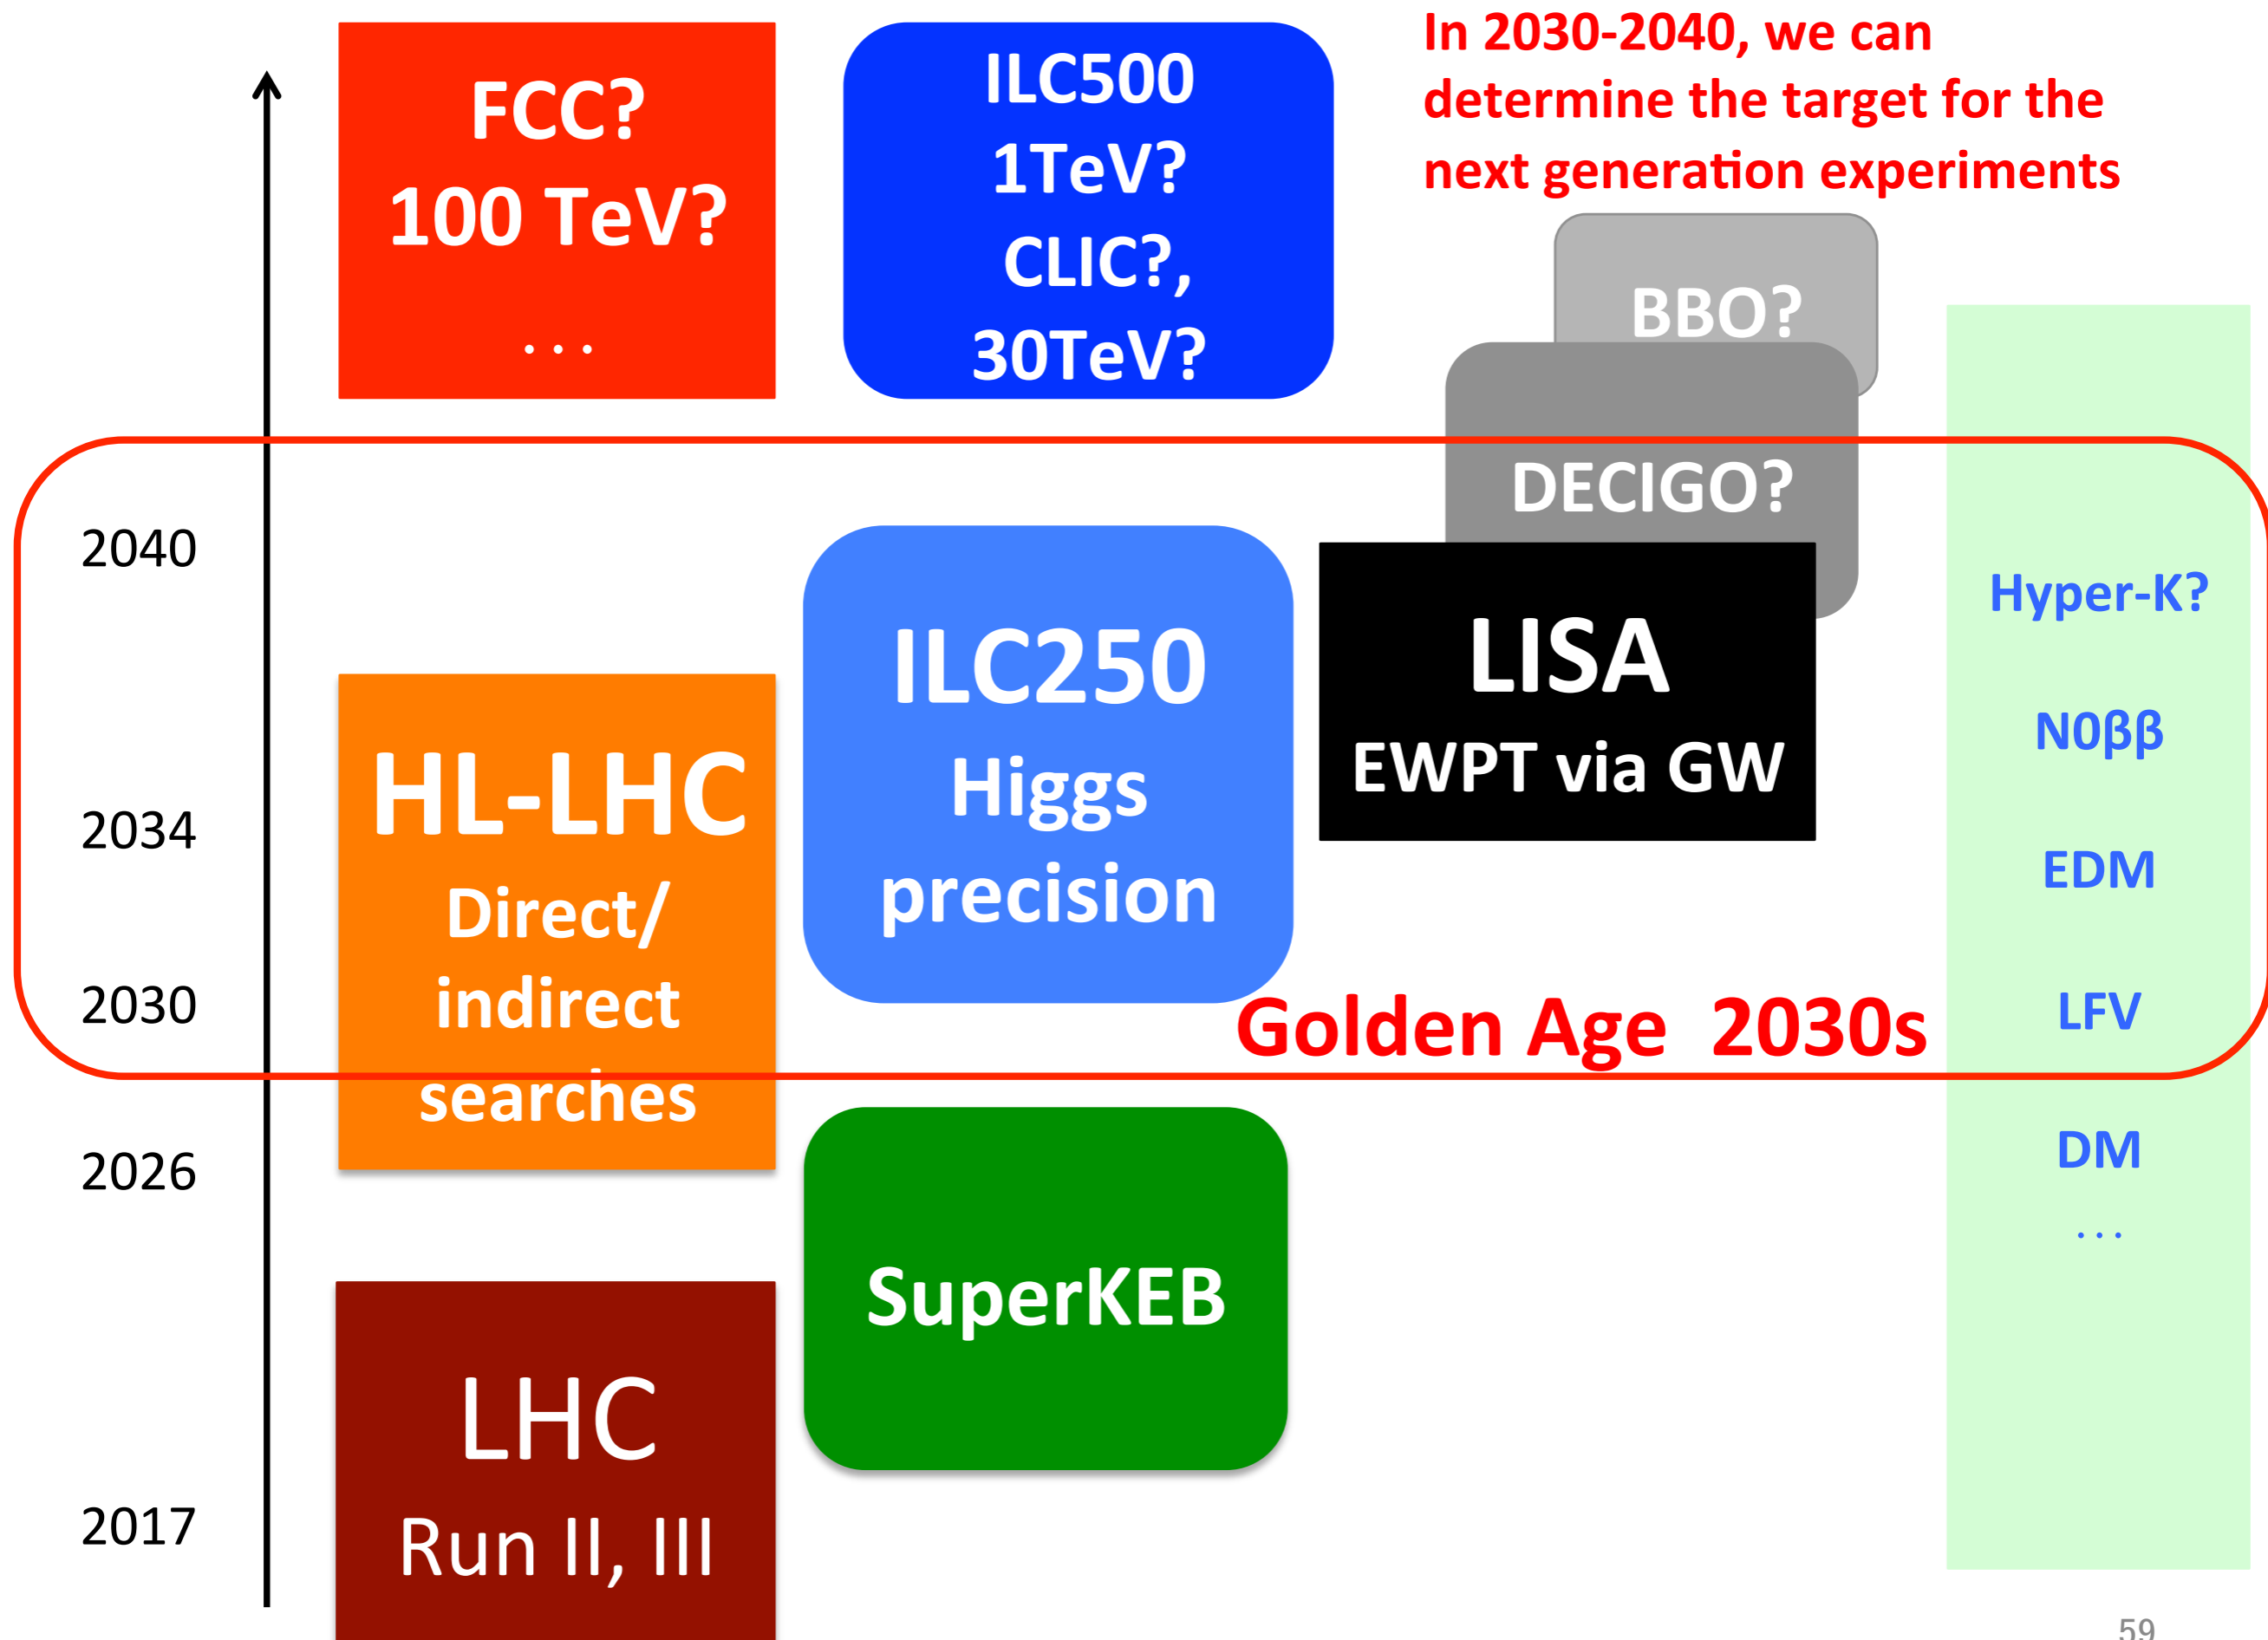 In 2030-2040, we can
determine the target for the
next generation experiments
FCC?
100 TeV?
...
ILC500
1TeV?
CLIC?,
30TeV?
BBO?
DECIGO?
2040
2034
2030
2026
2017
HL-LHC
Direct/
indirect
searches
ILC250
Higgs
precision
LISA
EWPT via GW
Golden Age 2030s
Hyper-K?
N0ββ
EDM
LFV
DM
...
SuperKEB
LHC
Run II, III
59